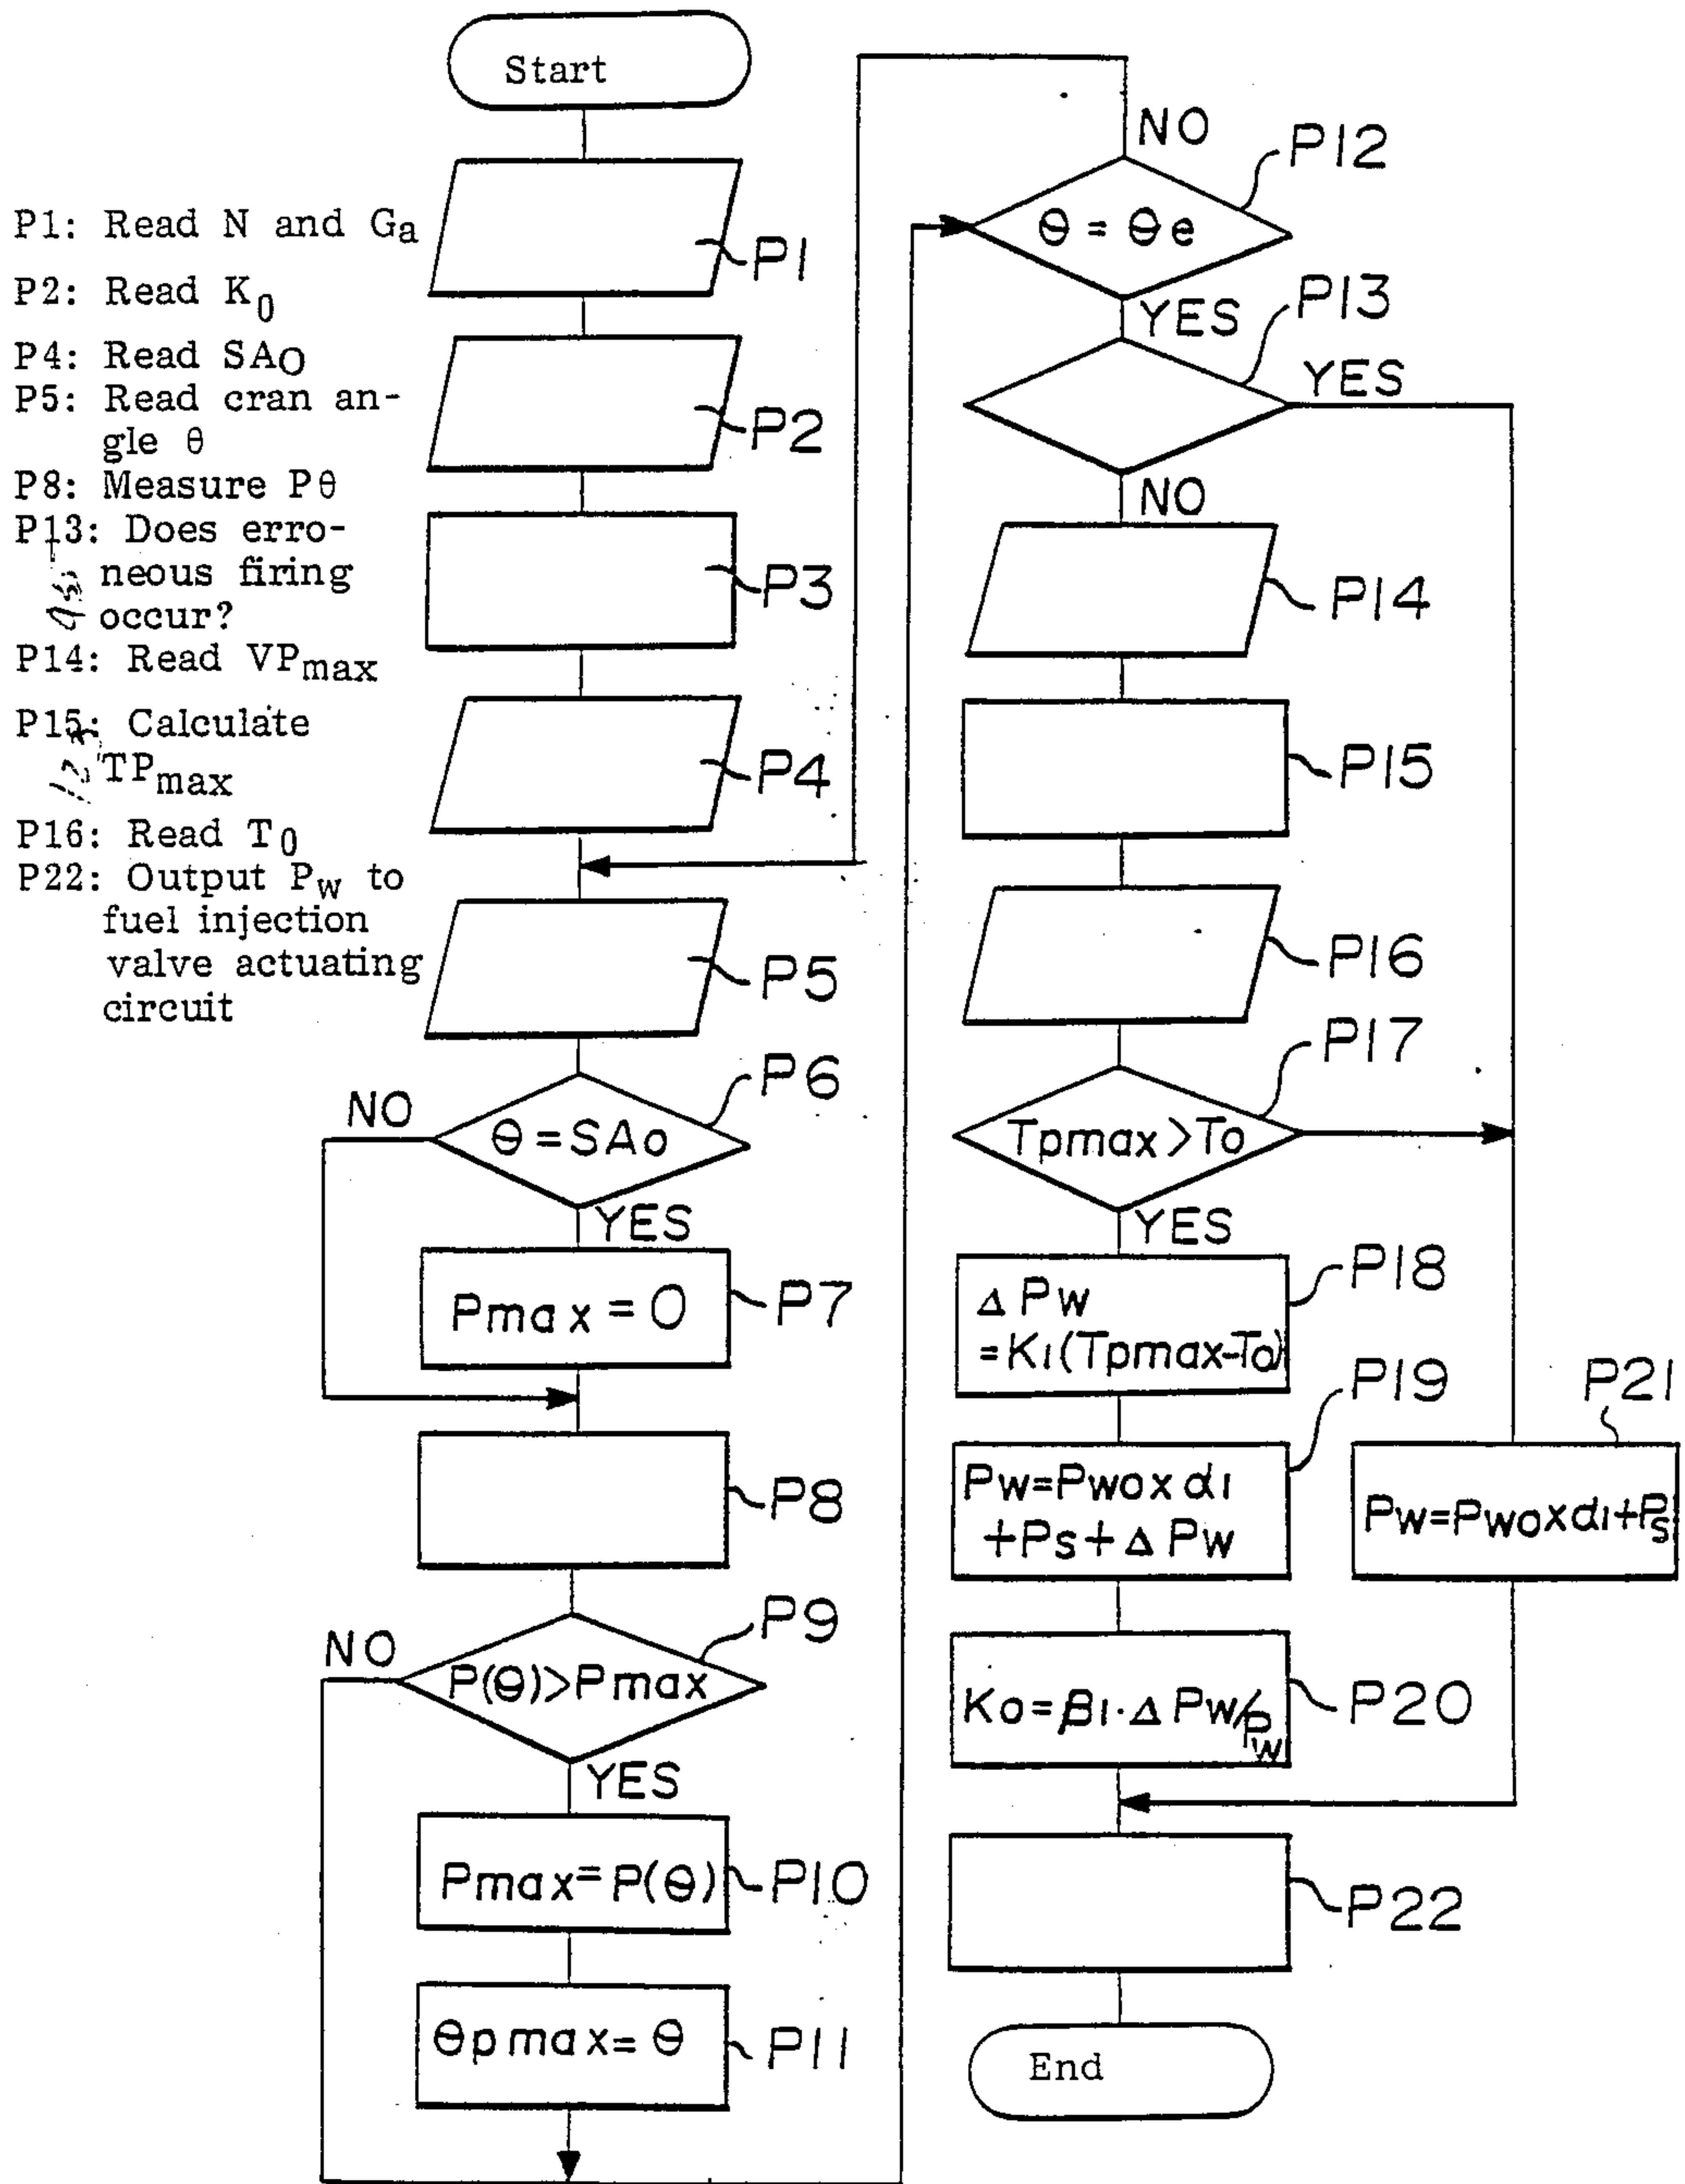 Start
P1: Read N and Ga
P2: Read K0
P4: Read SAO
P5: Read cran an-
gle θ
P8: Measure Pθ
P13: Does erro-
neous firing
occur?
P14: Read VPmax
P15: Calculate
TPmax
P16: Read T0
P22: Output Pw to
fuel injection
valve actuating
circuit
P1
P2
P3
P4
P5
P6
NO
θ = SAo
YES
Pmax = 0
P7
P8
P9
NO
P(θ)>Pmax
YES
Pmax=P(θ)
P10
θpmax=θ
P11
NO
P12
θ = θe
YES
P13
YES
NO
P14
P15
P16
P17
Tpmax>To
YES
P18
Δ Pw
=K1(Tpmax-To)
P19
Pw=Pwo x α1
+Ps+Δ Pw
P21
Pw=Pwo x α1+Ps
Ko=β1·Δ Pw/Pw
P20
P22
End